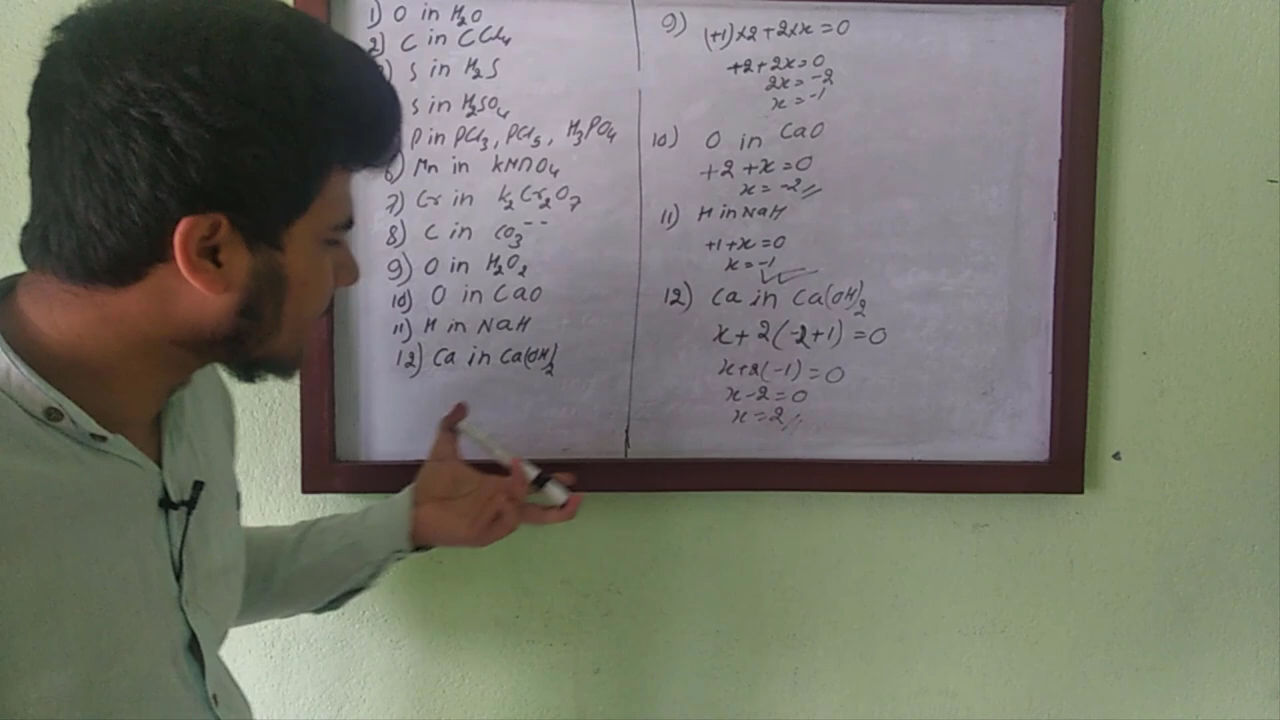 1) O in H₂O
2) C in CCl₄
) S in H₂S
S in H₂SO₄
P in PCl₃, PCl₅, H₃PO₄
6) Mn in KMnO₄
7) Cr in K₂Cr₂O₇
8) C in CO₃⁻⁻
9) O in H₂O₂
10) O in CaO
11) H in NaH
12) Ca in Ca(OH)₂
9) (+1)×2+2×x=0
+2+2x=0
2x=-2
x=-1
10) O in CaO
+2+x=0
x=-2
11) H in NaH
+1+x=0
x=-1
12) Ca in Ca(OH)₂
x+2(-2+1)=0
x+2(-1)=0
x-2=0
x=2